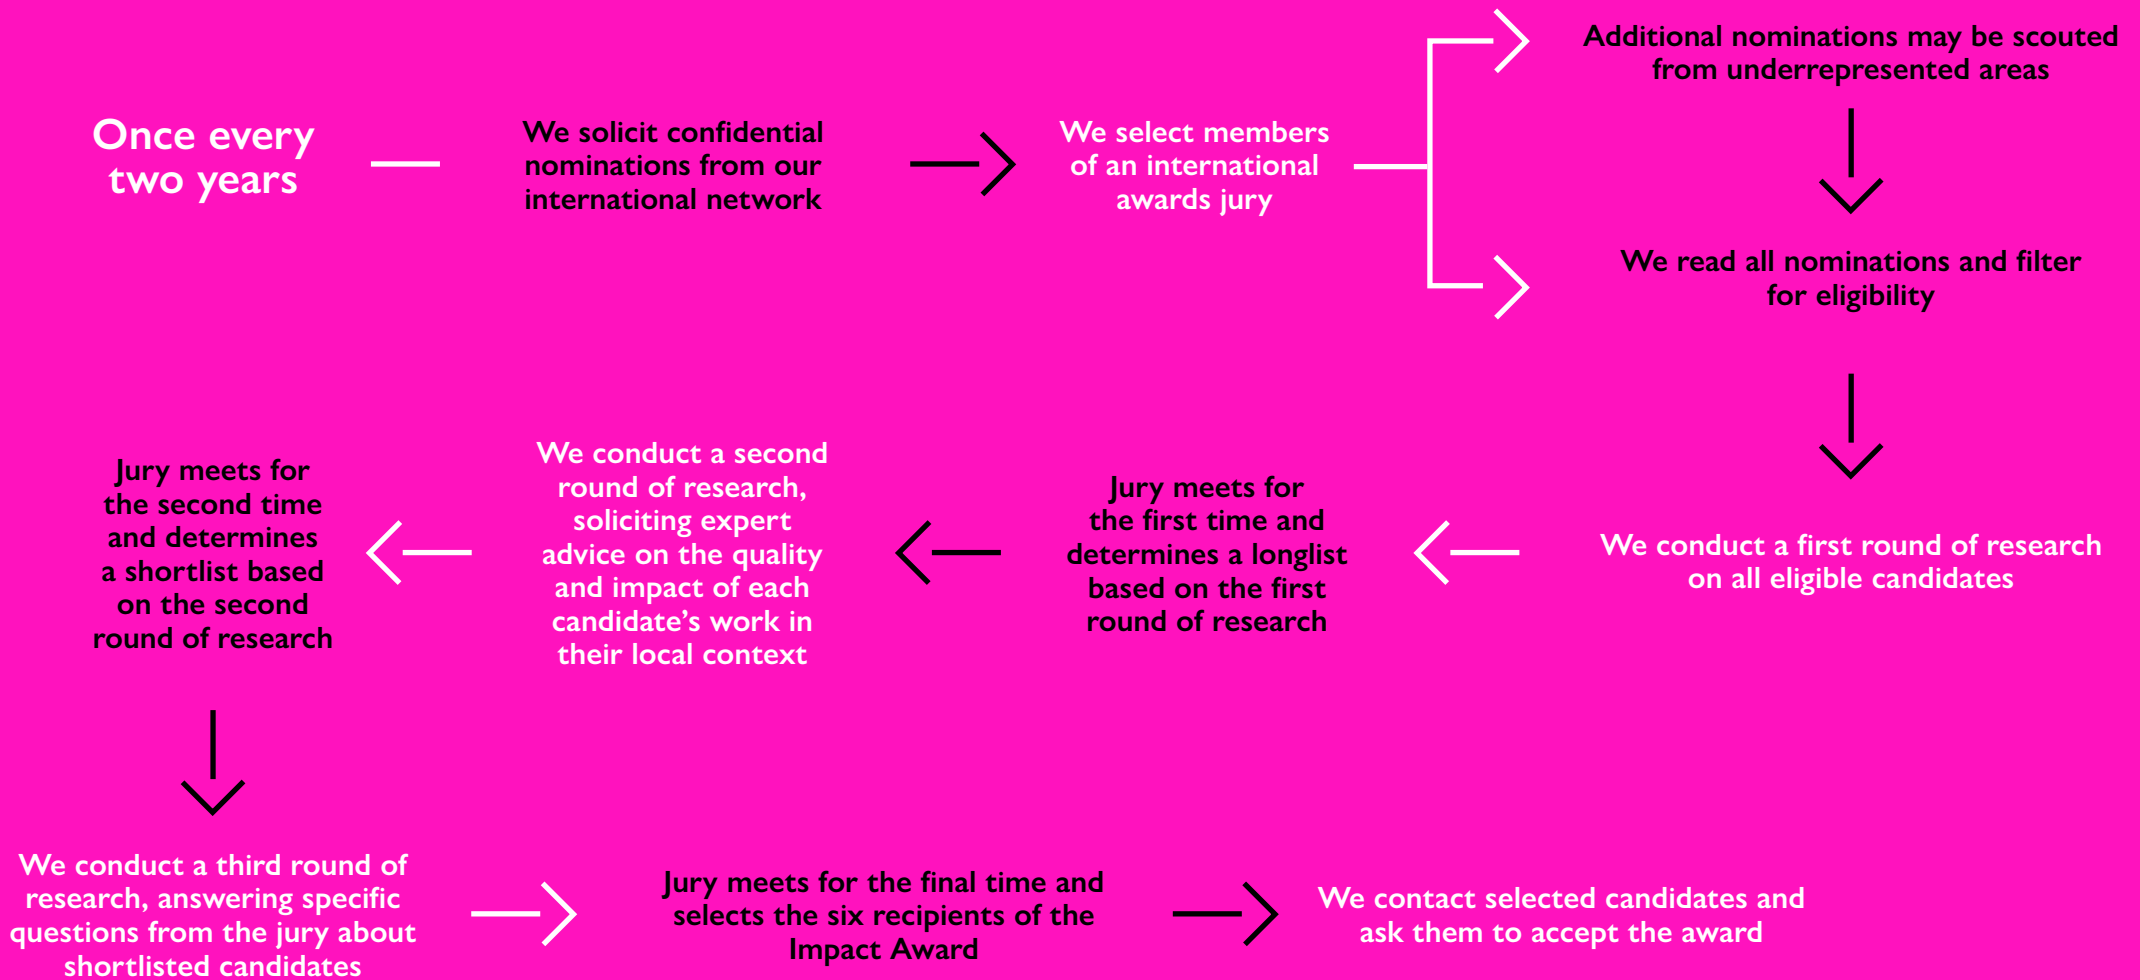 Once every
two years
We solicit confidential
nominations from our
international network
We select members
of an international
awards jury
Additional nominations may be scouted
from underrepresented areas
We read all nominations and filter
for eligibility
We conduct a first round of research
on all eligible candidates
Jury meets for
the first time and
determines a longlist
based on the first
round of research
We conduct a second
round of research,
soliciting expert
advice on the quality
and impact of each
candidate’s work in
their local context
Jury meets for
the second time
and determines
a shortlist based
on the second
round of research
We conduct a third round of
research, answering specific
questions from the jury about
shortlisted candidates
Jury meets for the final time and
selects the six recipients of the
Impact Award
We contact selected candidates and
ask them to accept the award